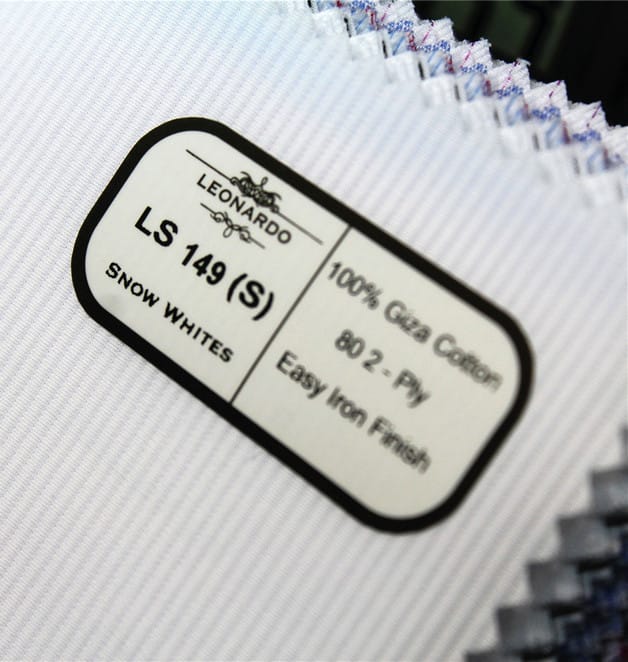 LEONARDO
LS 149 (S)
SNOW WHITES
100% Giza Cotton
80 2 - Ply
Easy Iron Finish